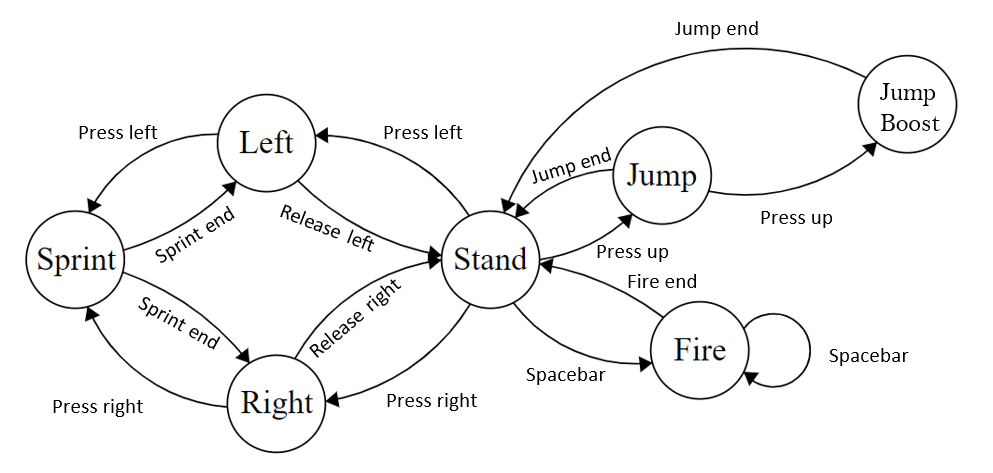 Jump end
Jump
Boost
Press left
Left
Press left
Jump end
Jump
Press up
Sprint end
Release left
Sprint
Stand
Press up
Fire end
Sprint end
Release right
Fire
Spacebar
Spacebar
Press right
Right
Press right